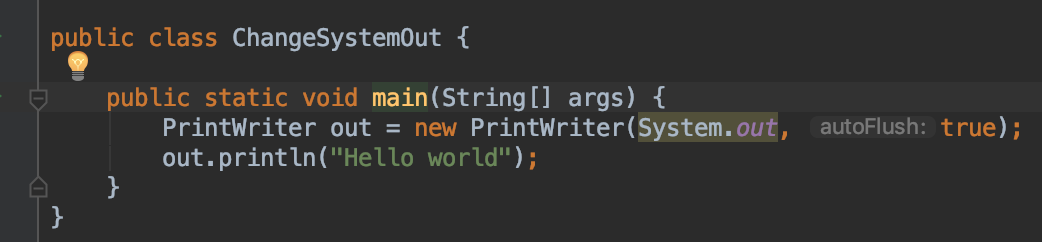 public class ChangeSystemOut {
public static void main(String[] args) {
PrintWriter out = new PrintWriter(System.out, autoFlush: true);
out.println("Hello world");
}
}